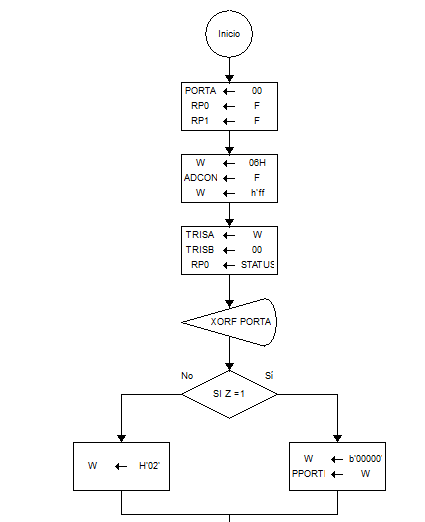 Inicio
PORTA ← 00
RP0 ← F
RP1 ← F
W ← 06H
ADCON ← F
W ← h'ff
TRISA ← W
TRISB ← 00
RP0 ← STATUS
XORF PORTA
No Sí
SI Z =1
W ← H'02'
W ← b'00000'
PPORTI ← W